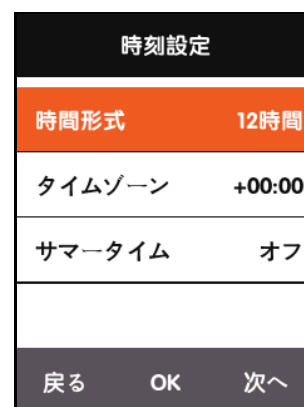 時刻設定
時間形式 12時間
タイムゾーン +00:00
サマータイム オフ
戻る OK 次へ